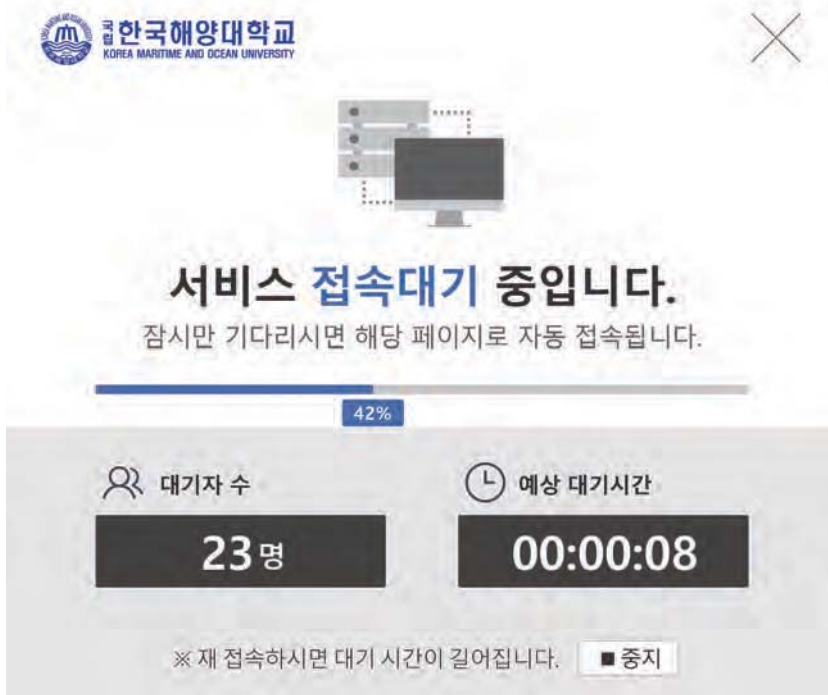 국립한국해양대학교
KOREA MARITIME AND OCEAN UNIVERSITY
서비스 접속대기 중입니다.
잠시만 기다리시면 해당 페이지로 자동 접속됩니다.
42%
대기자 수
예상 대기시간
23명
00:00:08
※ 재 접속하시면 대기 시간이 길어집니다.
■ 중지